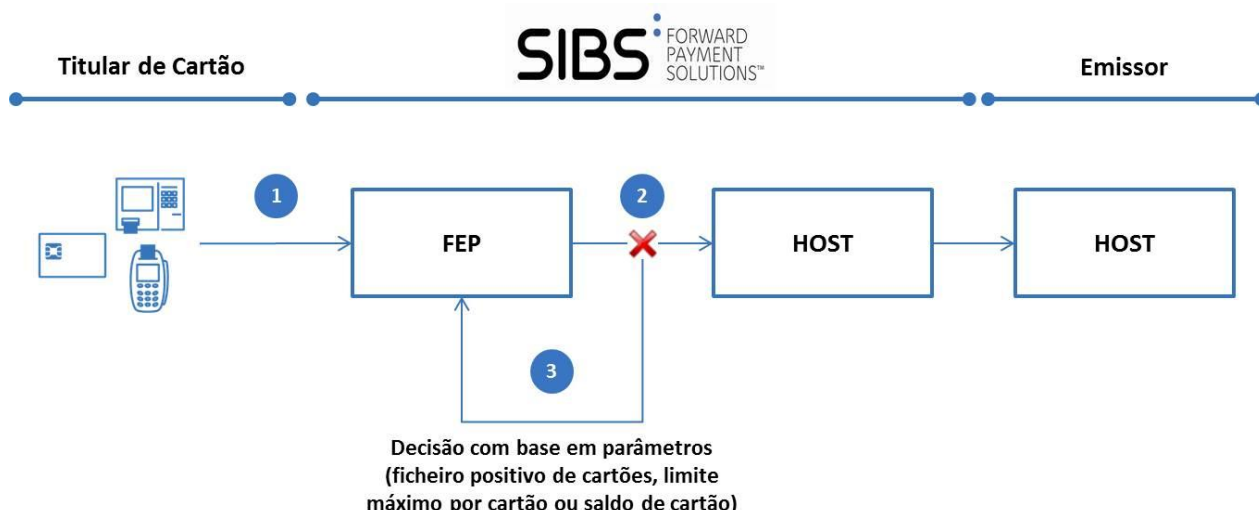 SIBS FORWARD
PAYMENT
SOLUTIONS™
Titular de Cartão
Emissor
1
2
FEP
HOST
HOST
3
Decisão com base em parâmetros
(ficheiro positivo de cartões, limite
máximo por cartão ou saldo de cartão)